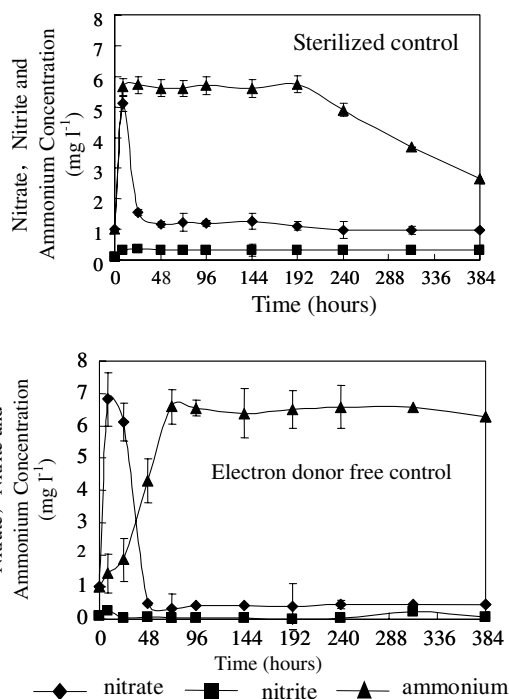 Nitrate, Nitrite and
Ammonium Concentration
(mg l-1)
8
7
6
5
4
3
2
1
0
Sterilized control
0 48 96 144 192 240 288 336 384
Time (hours)
Ammonium Concentration
(mg l-1)
8
7
6
5
4
3
2
1
0
Electron donor free control
0 48 96 144 192 240 288 336 384
Time (hours)
nitrate nitrite ammonium